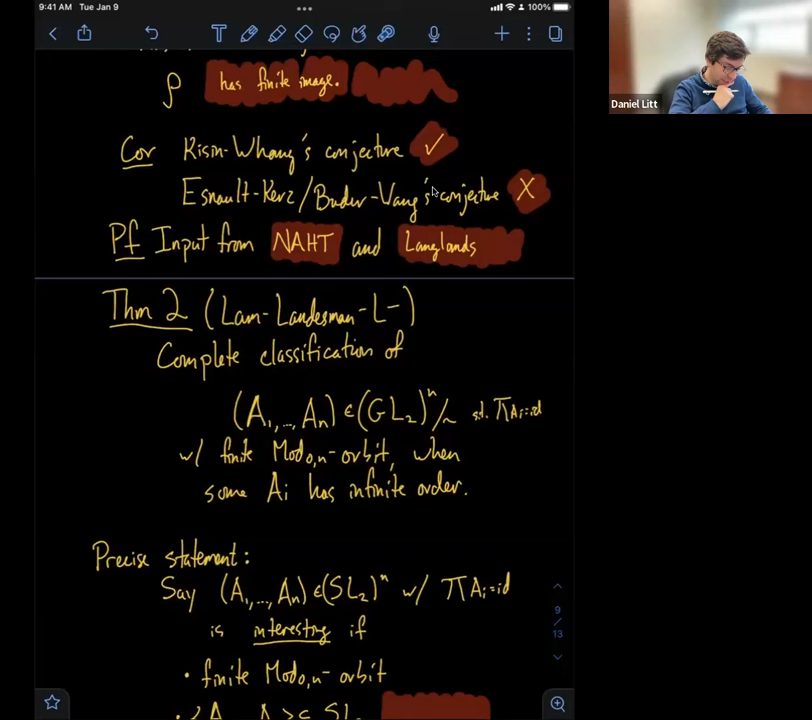 9:41 AM Tue Jan 9
100%
Daniel Litt
ρ has finite image.
Cor Kisin-Whang's conjecture ✓
Esnault-Kerz/Budur-Wang's conjecture X
Pf Input from NAHT and Langlands
Thm 2 (Lam-Landesman-L-)
Complete classification of
(A₁,..., Aₙ) ∈ (GL₂)ⁿ/~ s.t. ΠAᵢ=id
w/ finite Mod₀,ₙ-orbit, when
some Ai has infinite order.
Precise statement:
Say (A₁,..., Aₙ) ∈ (SL₂)ⁿ w/ ΠAᵢ=id
is interesting if
• finite Mod₀,ₙ-orbit
9
/
13